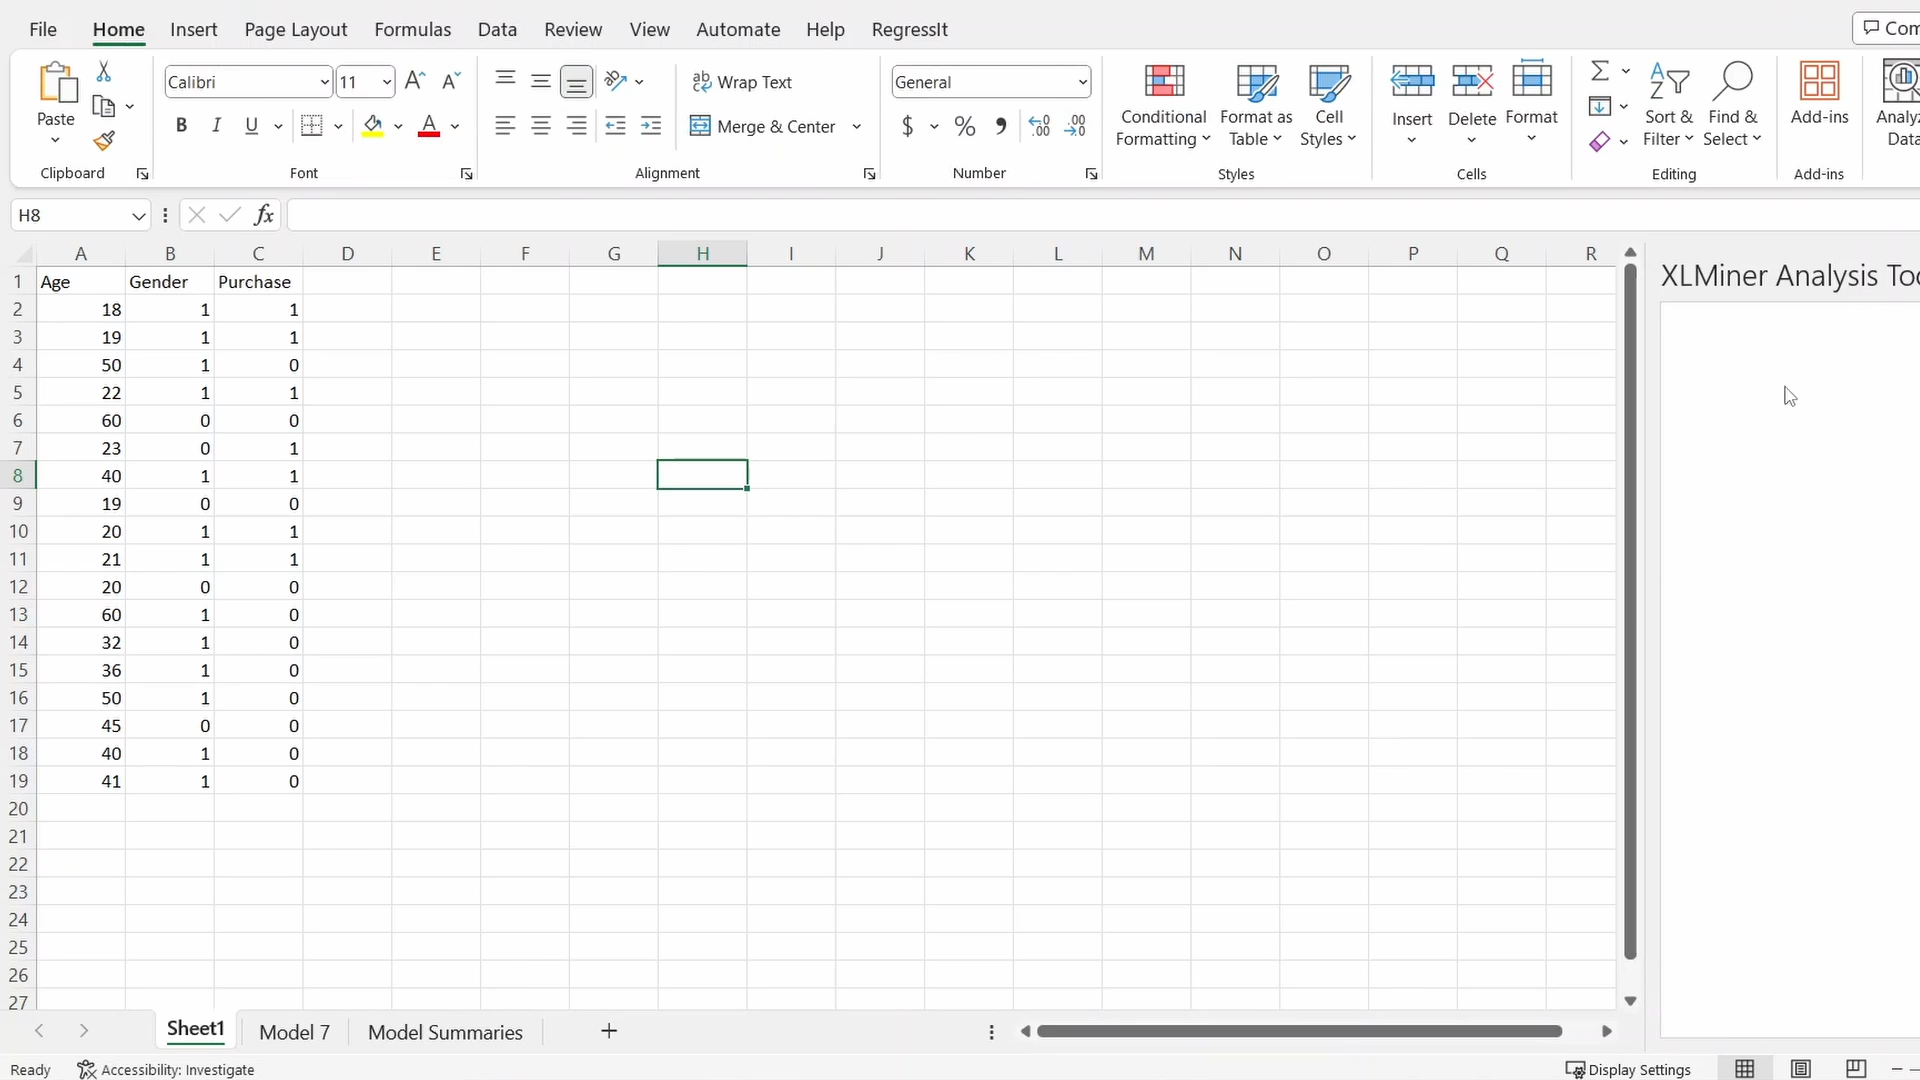 File Home Insert Page Layout Formulas Data Review View Automate Help RegressIt Com
Paste Calibri 11 B I U Wrap Text Merge & Center General $ % Conditional Formatting Format as Table Cell Styles Insert Delete Format Sort & Filter Find & Select Add-ins Analyz Data
Clipboard Font Alignment Number Styles Cells Editing Add-ins
H8 fx
A B C D E F G H I J K L M N O P Q R
XLMiner Analysis Too
1 Age Gender Purchase
2 18 1 1
3 19 1 1
4 50 1 0
5 22 1 1
6 60 0 0
7 23 0 1
8 40 1 1
9 19 0 0
10 20 1 1
11 21 1 1
12 20 0 0
13 60 1 0
14 32 1 0
15 36 1 0
16 50 1 0
17 45 0 0
18 40 1 0
19 41 1 0
20
21
22
23
24
25
26
27
Sheet1 Model 7 Model Summaries
Ready Accessibility: Investigate Display Settings